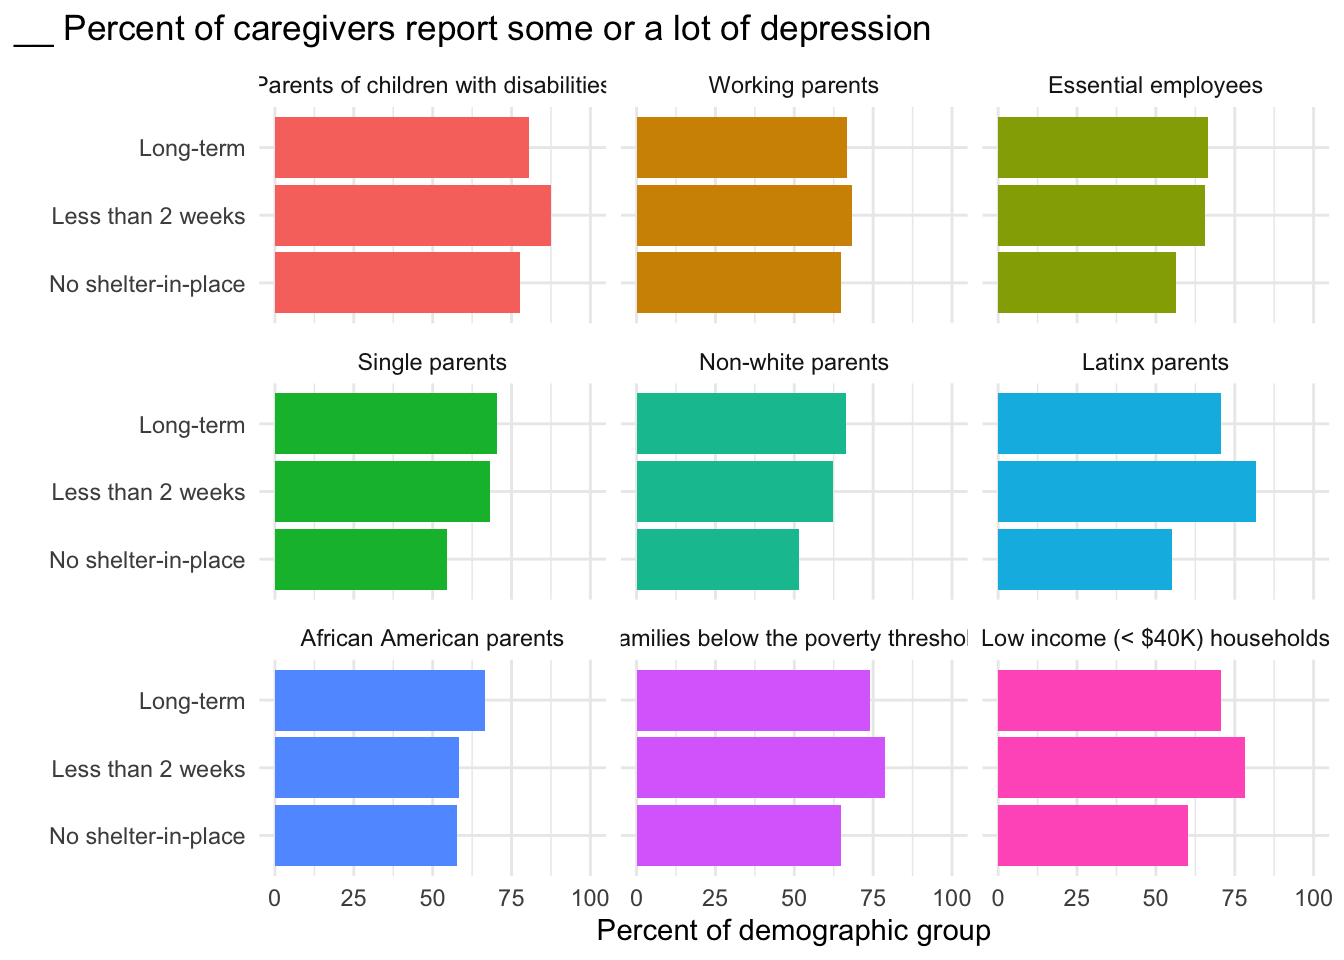 __ Percent of caregivers report some or a lot of depression
Parents of children with disabilities Working parents Essential employees
Long-term
Less than 2 weeks
No shelter-in-place
Single parents Non-white parents Latinx parents
Long-term
Less than 2 weeks
No shelter-in-place
African American parents amilies below the poverty threshol Low income (< $40K) households
Long-term
Less than 2 weeks
No shelter-in-place
0 25 50 75 100 0 25 50 75 100 0 25 50 75 100
Percent of demographic group